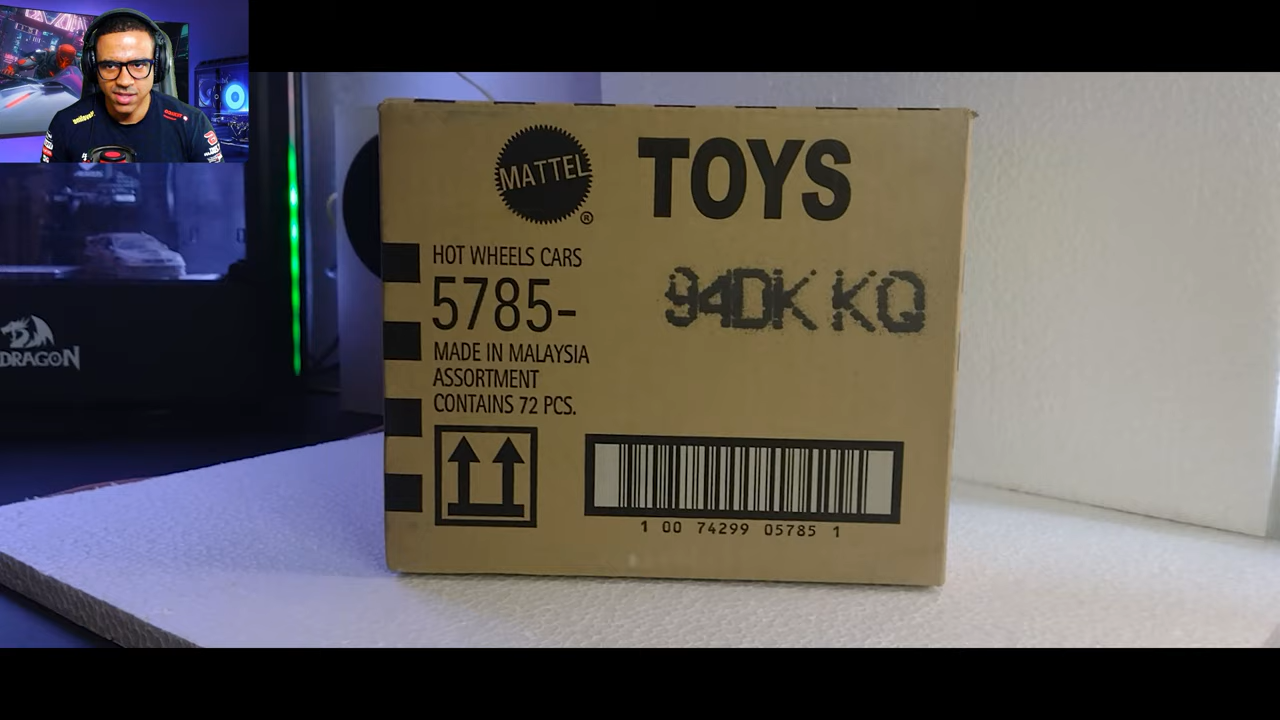 MATTEL
®
TOYS
HOT WHEELS CARS
5785-
94DK KQ
MADE IN MALAYSIA
ASSORTMENT
CONTAINS 72 PCS.
1 00 74299 05785 1
DRAGON